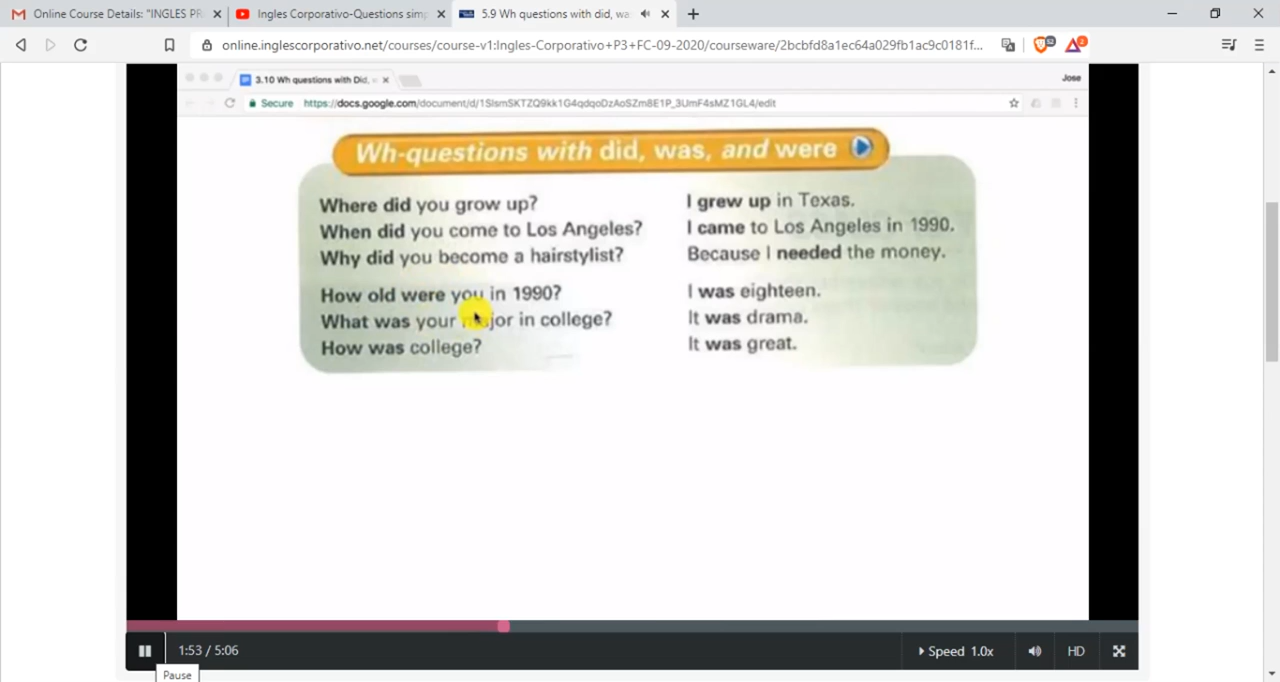 Online Course Details: "INGLES PR
Ingles Corporativo-Questions simp
5.9 Wh questions with did, wa
online.inglescorporativo.net/courses/course-v1:Ingles-Corporativo+P3+FC-09-2020/courseware/2bcbfd8a1ec64a029fb1ac9c0181f...
3.10 Wh questions with Did,
Jose
Secure https://docs.google.com/document/d/1SIsmSKTZQ9kk1G4qdqoDzAoSZm8E1P_3UmF4sMZ1GL4/edit
Wh-questions with did, was, and were
Where did you grow up? I grew up in Texas.
When did you come to Los Angeles? I came to Los Angeles in 1990.
Why did you become a hairstylist? Because I needed the money.
How old were you in 1990? I was eighteen.
What was your major in college? It was drama.
How was college? It was great.
1:53 / 5:06
Speed 1.0x
HD
Pause